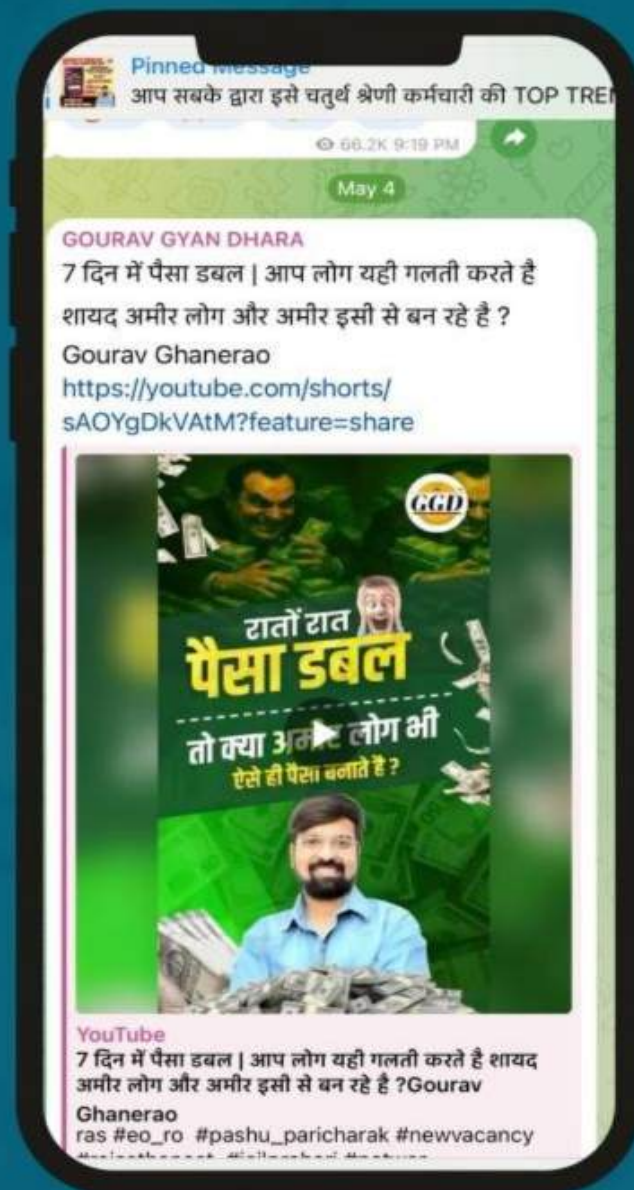 Pinned Message
आप सबके द्वारा इसे चतुर्थ श्रेणी कर्मचारी की TOP TREN
66.2K 9:19 PM
May 4
GOURAV GYAN DHARA
7 दिन में पैसा डबल | आप लोग यही गलती करते है
शायद अमीर लोग और अमीर इसी से बन रहे है ?
Gourav Ghanerao
https://youtube.com/shorts/
sAOYgDkVAtM?feature=share
GGD
रातों रात
पैसा डबल
तो क्या अमीर लोग भी
ऐसे ही पैसा बनाते है ?
YouTube
7 दिन में पैसा डबल | आप लोग यही गलती करते है शायद
अमीर लोग और अमीर इसी से बन रहे है ?Gourav
Ghanerao
ras #eo_ro #pashu_paricharak #newvacancy